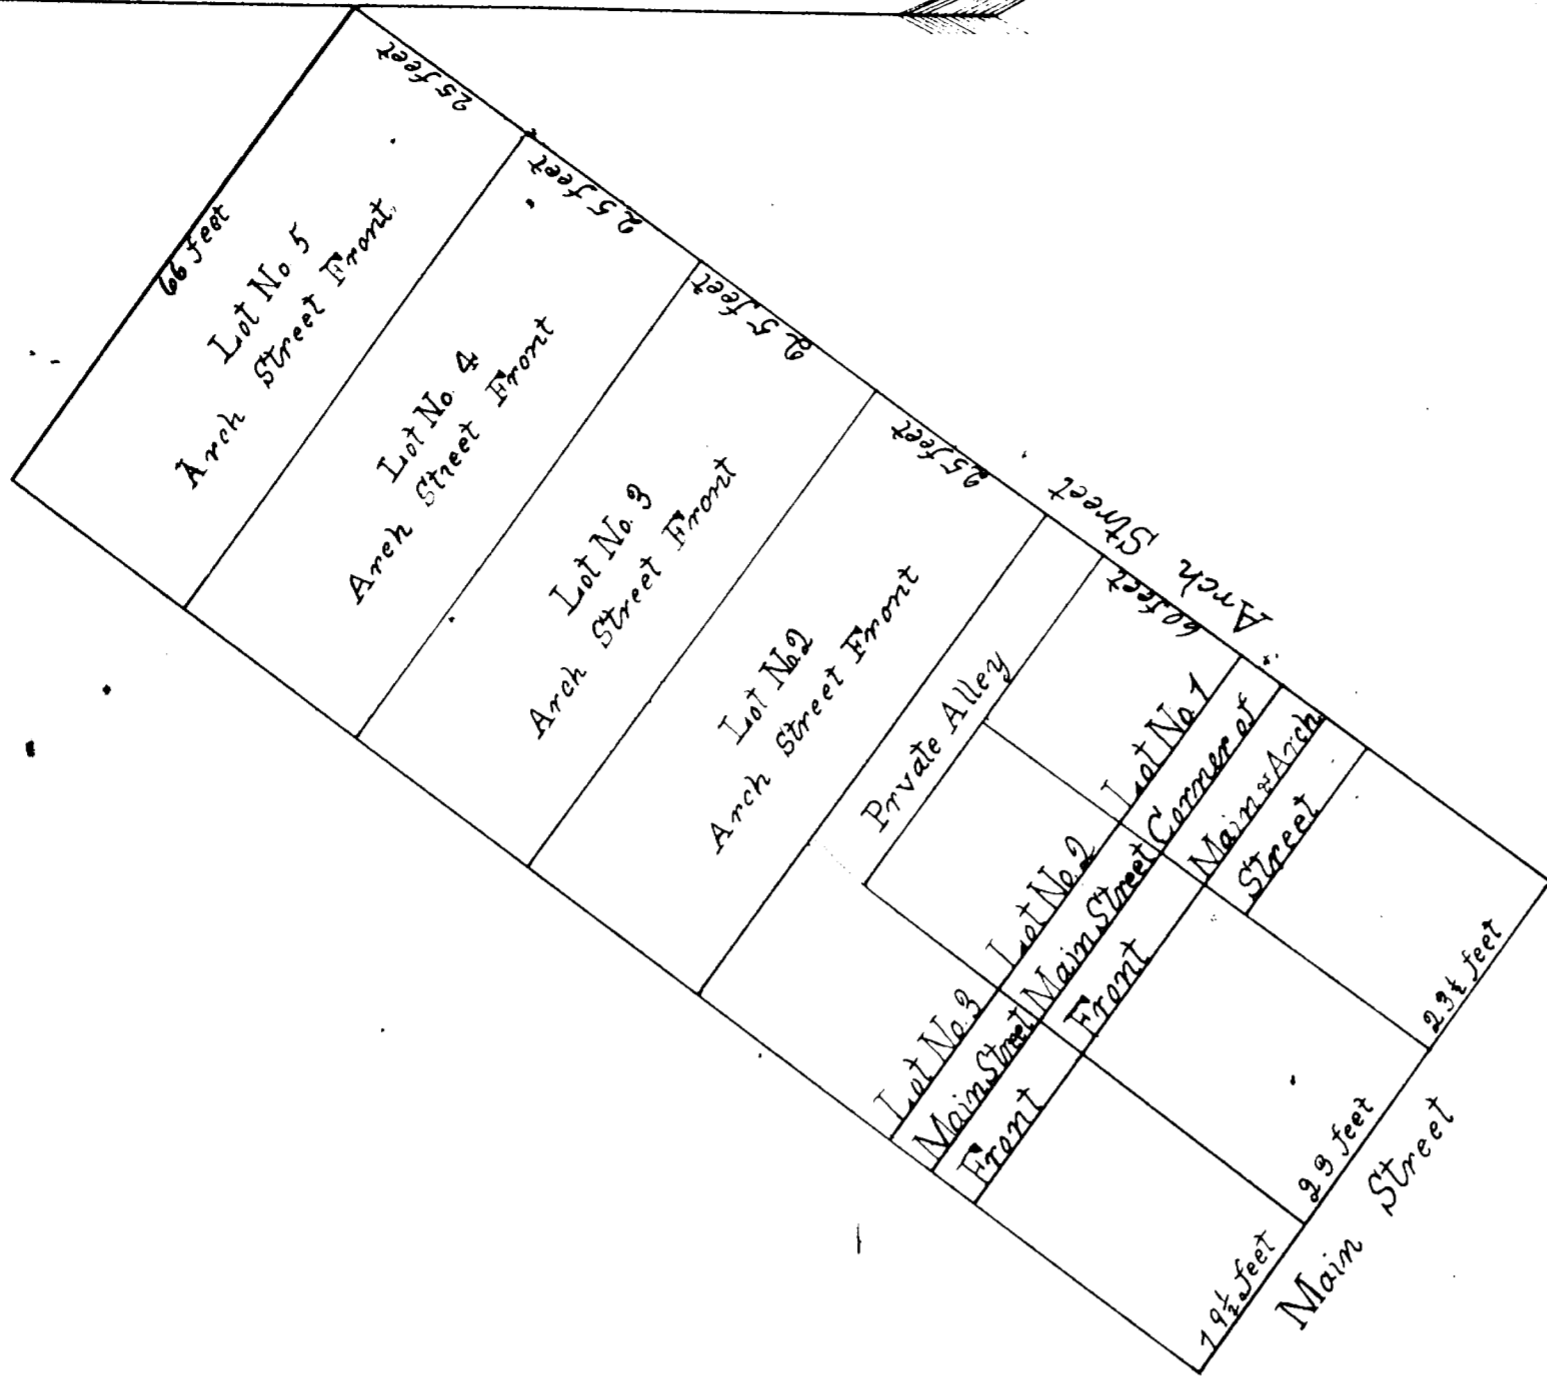 25 feet
66 feet
Lot No. 5
Arch Street Front.
25 feet
Lot No. 4
Arch Street Front
25 feet
Lot No. 3
Arch Street Front
25 feet
Lot No. 2
Arch Street Front
Arch Street
Prvate Alley
60 feet
Lot No. 1
Corner of
Main & Arch
Street
Lot No. 2
Main Street
Front
Lot No. 3
Main Street
Front
19½ feet
23 feet
23½ feet
Main Street